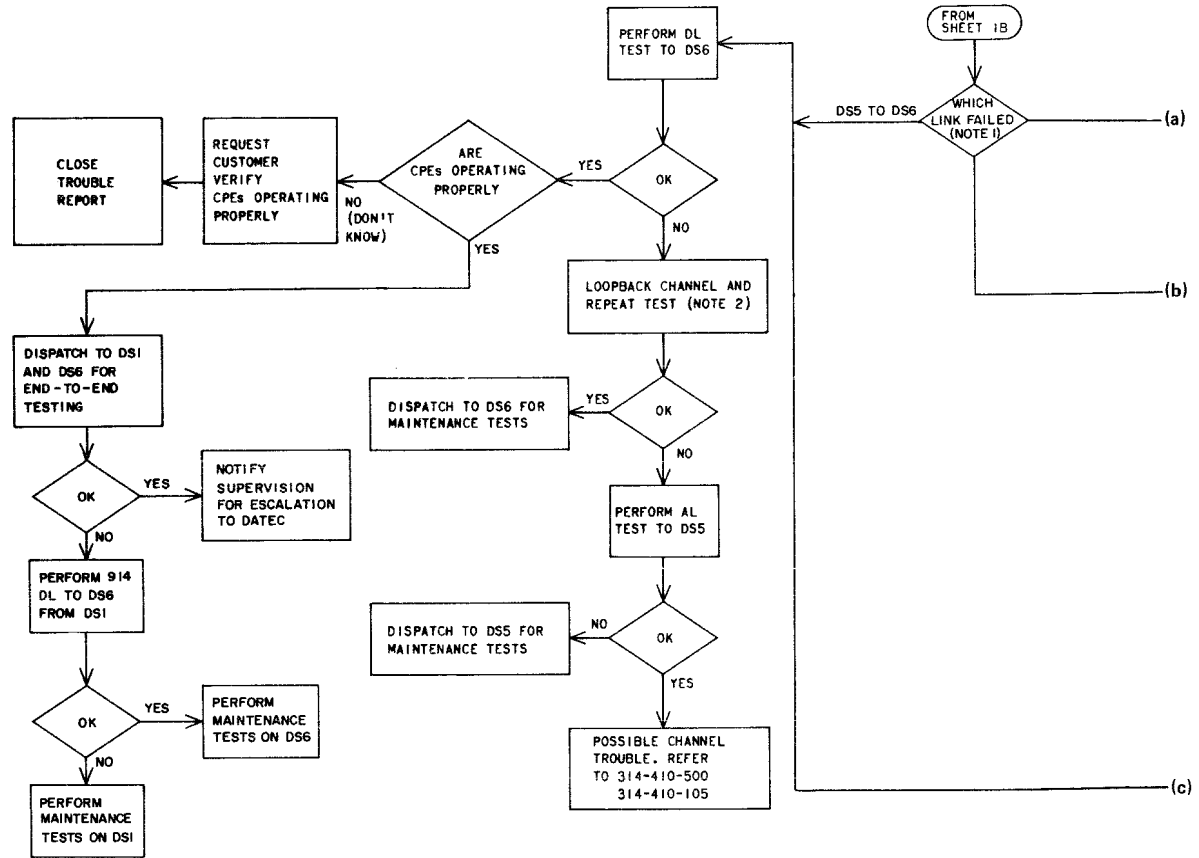 FROM
SHEET 1B
PERFORM DL
TEST TO DS6
DS5 TO DS6
WHICH
LINK FAILED
(NOTE 1)
(a)
CLOSE
TROUBLE
REPORT
REQUEST
CUSTOMER
VERIFY
CPEs OPERATING
PROPERLY
NO
(DON'T
KNOW)
ARE
CPEs OPERATING
PROPERLY
YES
YES
OK
NO
LOOPBACK CHANNEL AND
REPEAT TEST (NOTE 2)
(b)
DISPATCH TO DS1
AND DS6 FOR
END-TO-END
TESTING
DISPATCH TO DS6 FOR
MAINTENANCE TESTS
YES
OK
NO
OK
YES
NO
NOTIFY
SUPERVISION
FOR ESCALATION
TO DATEC
PERFORM AL
TEST TO DS5
PERFORM 914
DL TO DS6
FROM DS1
DISPATCH TO DS5 FOR
MAINTENANCE TESTS
NO
OK
YES
OK
YES
NO
PERFORM
MAINTENANCE
TESTS ON DS6
POSSIBLE CHANNEL
TROUBLE. REFER
TO 314-410-500
314-410-105
(c)
PERFORM
MAINTENANCE
TESTS ON DS1